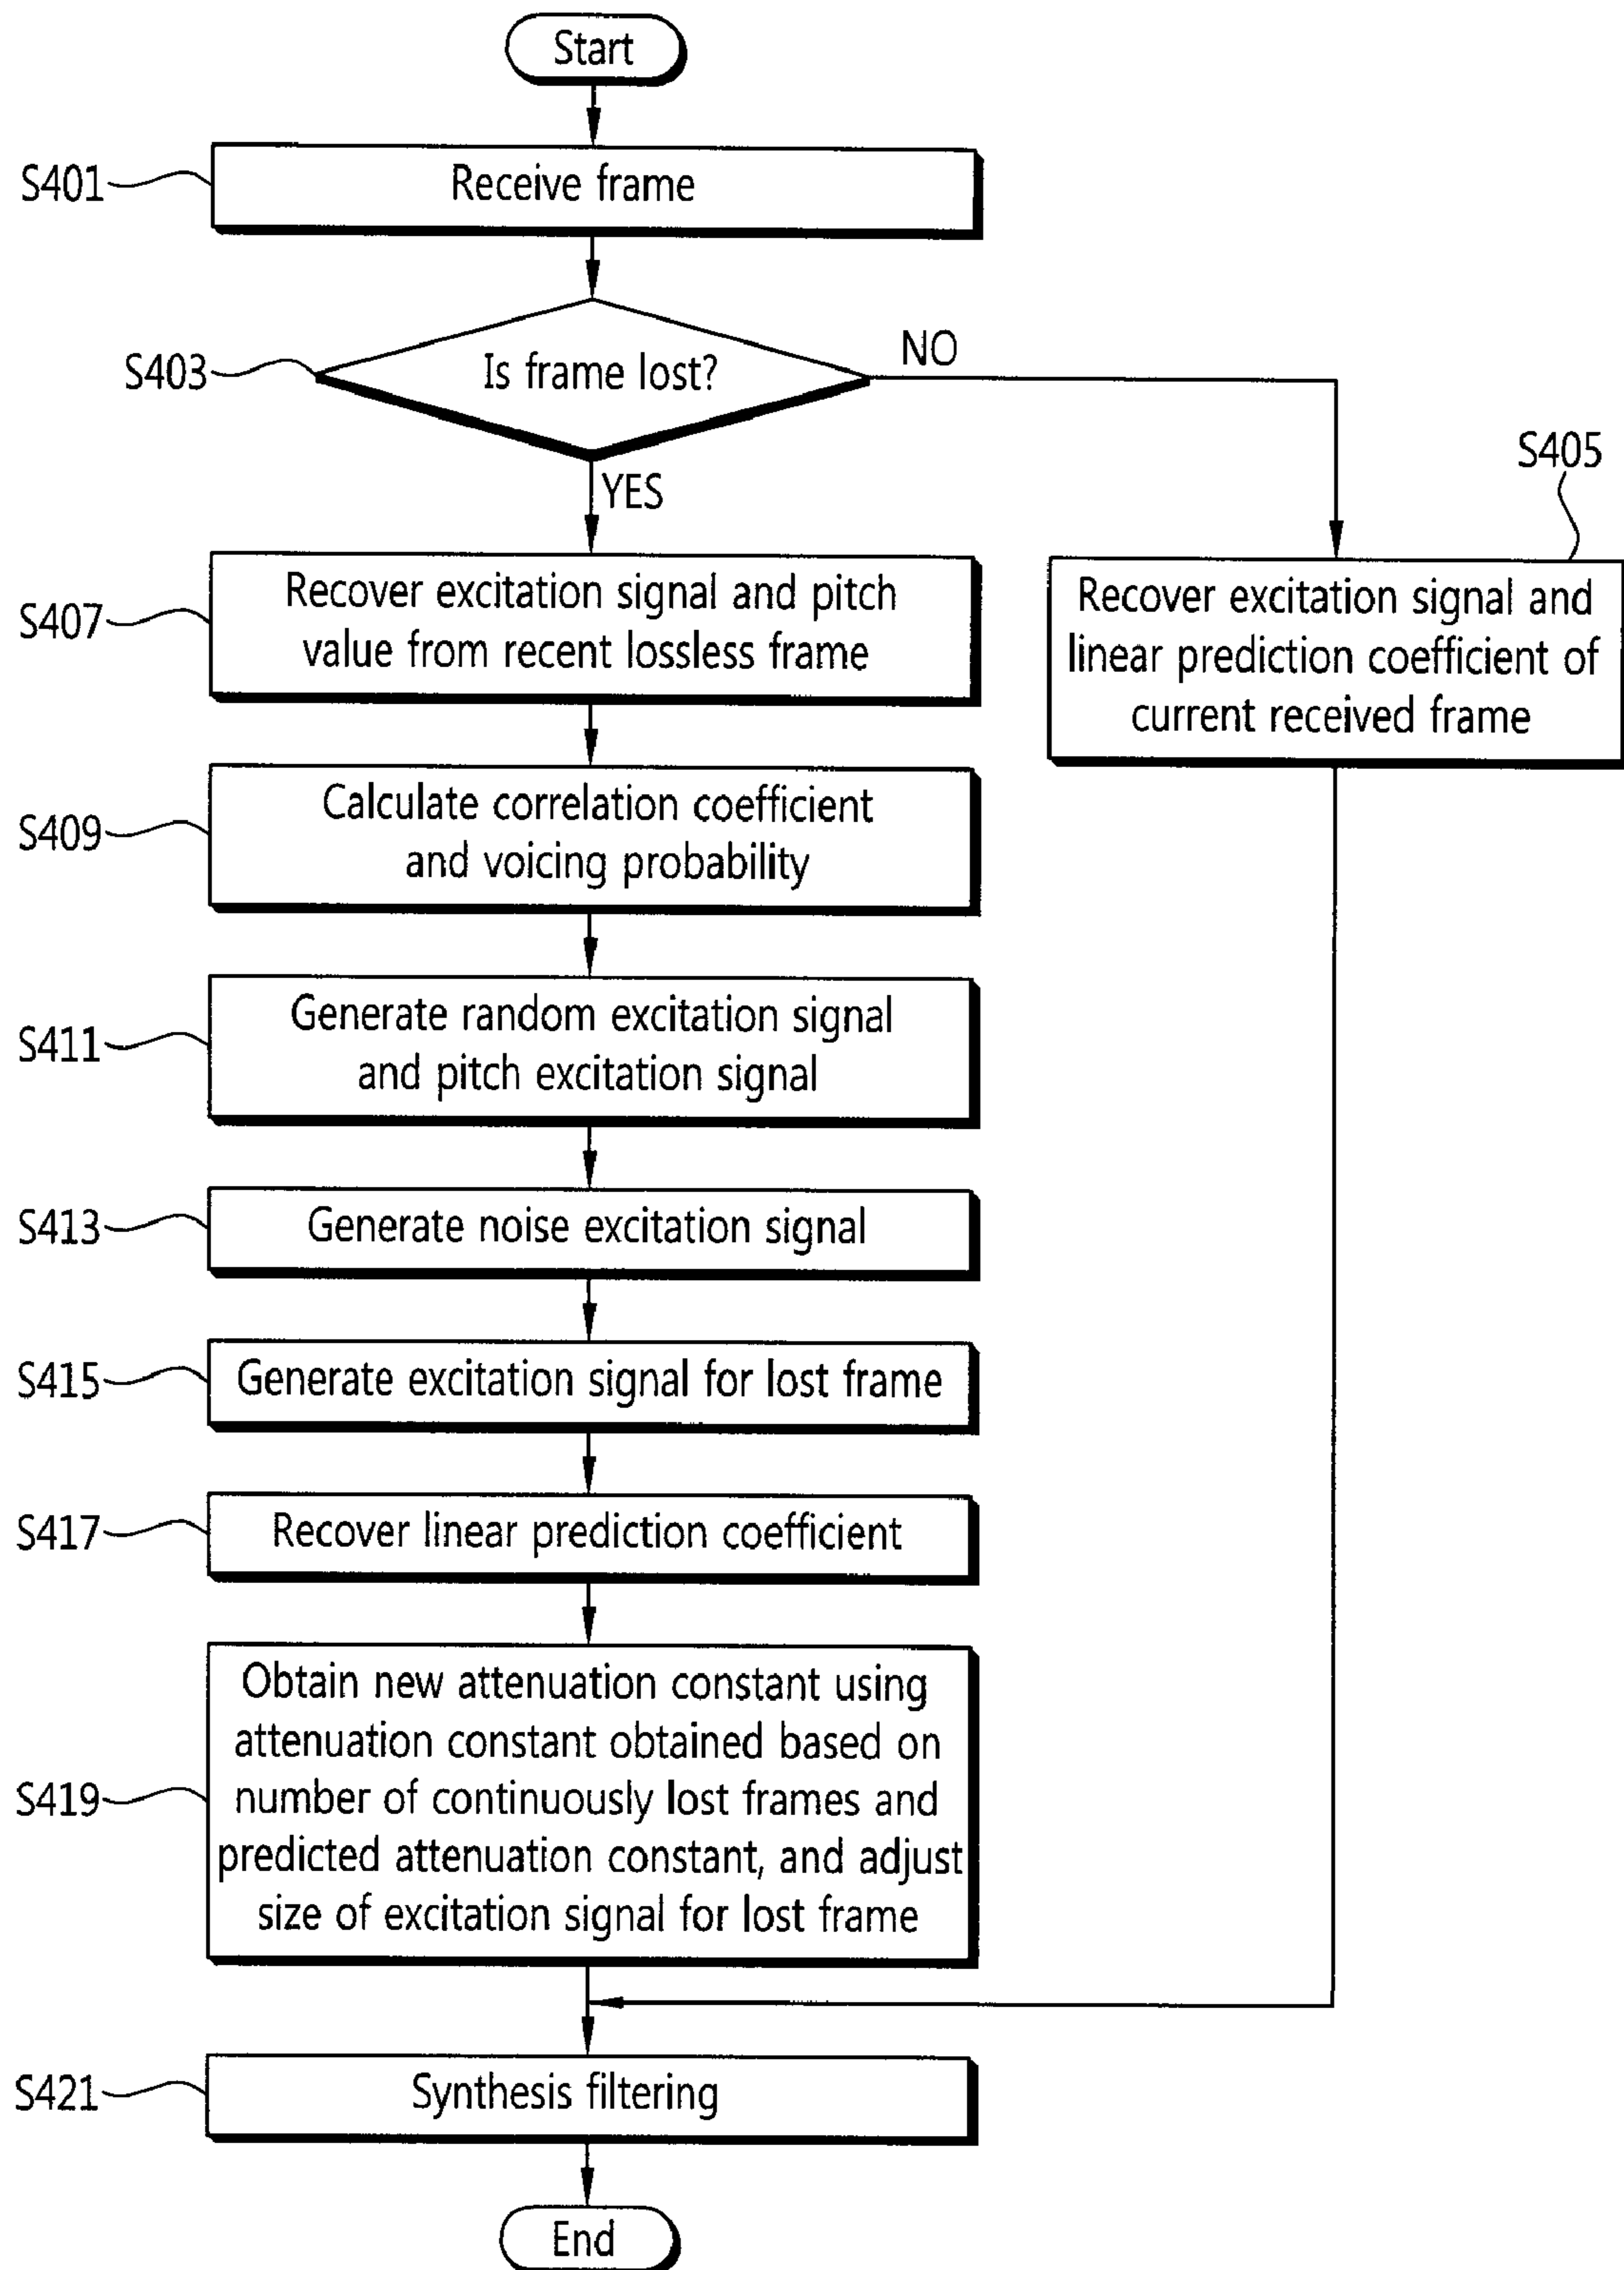 Start
S401
Receive frame
S403
Is frame lost?
NO
YES
S405
Recover excitation signal and
linear prediction coefficient of
current received frame
S407
Recover excitation signal and pitch
value from recent lossless frame
S409
Calculate correlation coefficient
and voicing probability
S411
Generate random excitation signal
and pitch excitation signal
S413
Generate noise excitation signal
S415
Generate excitation signal for lost frame
S417
Recover linear prediction coefficient
S419
Obtain new attenuation constant using
attenuation constant obtained based on
number of continuously lost frames and
predicted attenuation constant, and adjust
size of excitation signal for lost frame
S421
Synthesis filtering
End